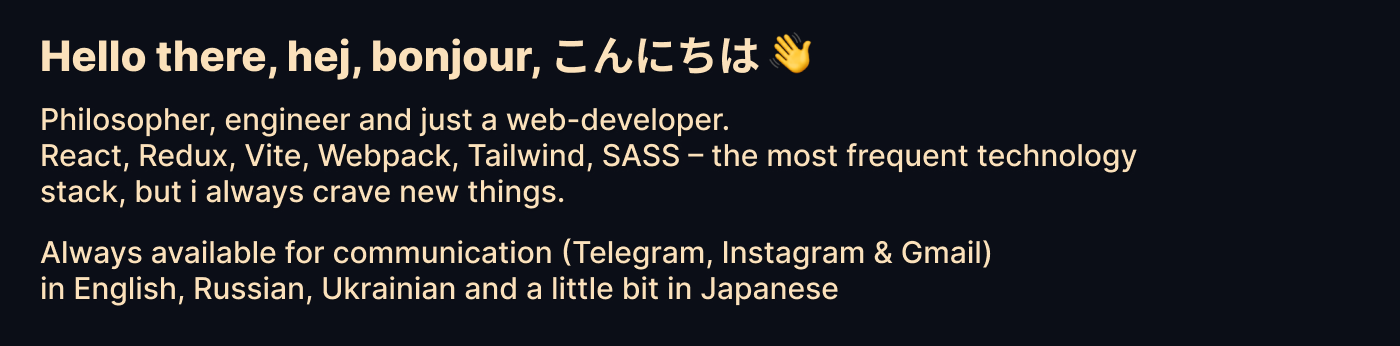 Hello there, hej, bonjour, こんにちは 👋
Philosopher, engineer and just a web-developer.
React, Redux, Vite, Webpack, Tailwind, SASS – the most frequent technology
stack, but i always crave new things.
Always available for communication (Telegram, Instagram & Gmail)
in English, Russian, Ukrainian and a little bit in Japanese